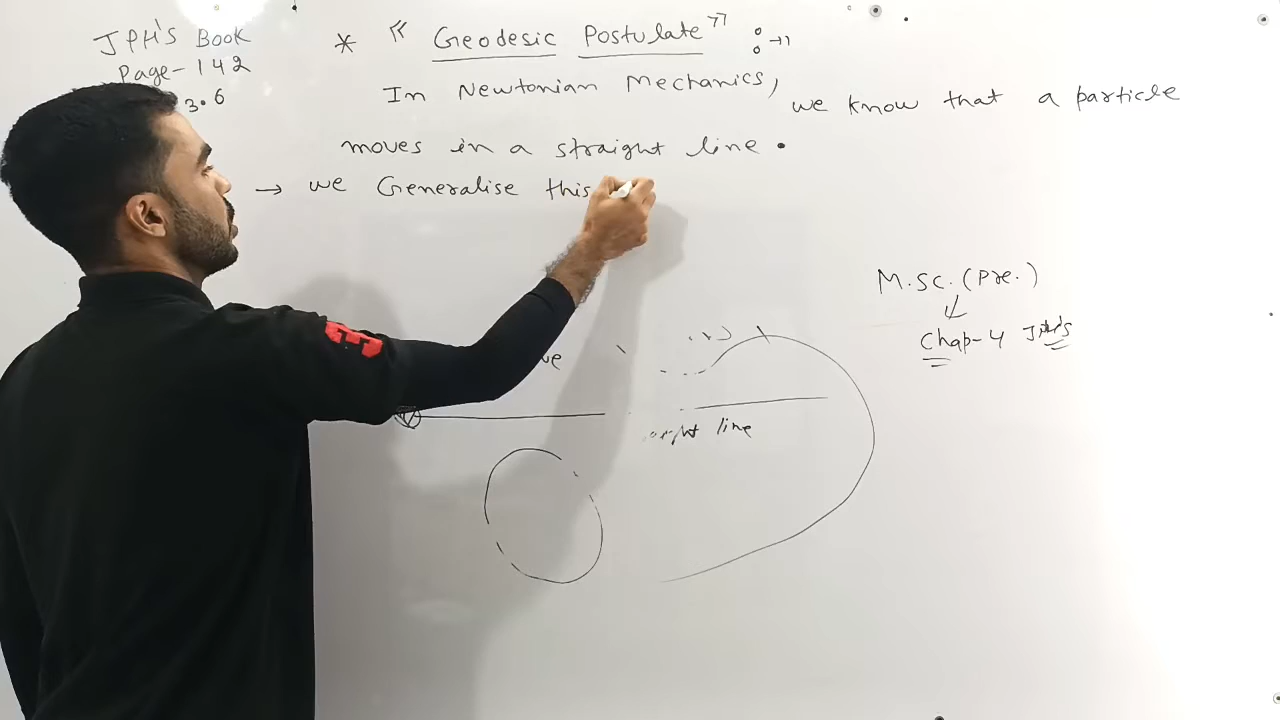 JPH's Book
Page-142
3.6
* « Geodesic Postulate » :→
In Newtonian Mechanics, we know that a particle
moves in a straight line.
→ we Generalise this
M.Sc. (Pre.)
Chap-4 JPH's
line